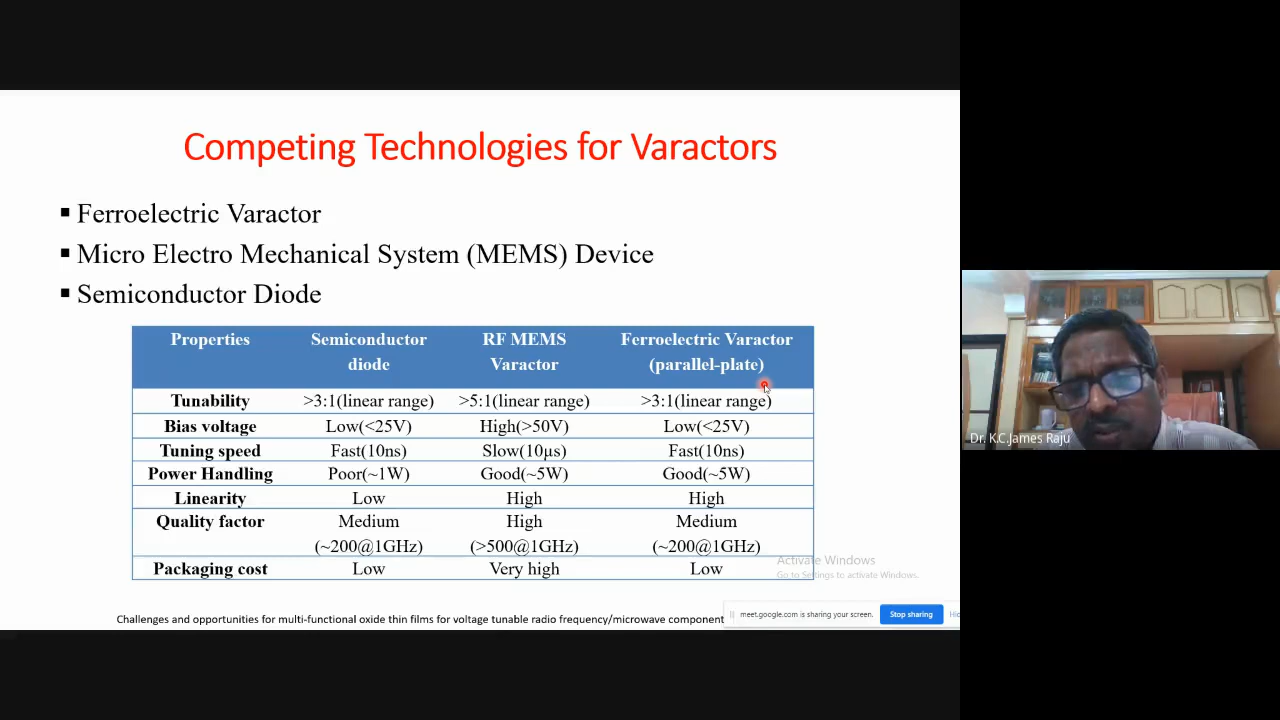 Competing Technologies for Varactors
▪ Ferroelectric Varactor
▪ Micro Electro Mechanical System (MEMS) Device
▪ Semiconductor Diode
Properties Semiconductor diode RF MEMS Varactor Ferroelectric Varactor (parallel-plate)
Tunability >3:1(linear range) >5:1(linear range) >3:1(linear range)
Bias voltage Low(<25V) High(>50V) Low(<25V)
Tuning speed Fast(10ns) Slow(10µs) Fast(10ns)
Power Handling Poor(~1W) Good(~5W) Good(~5W)
Linearity Low High High
Quality factor Medium (~200@1GHz) High (>500@1GHz) Medium (~200@1GHz)
Packaging cost Low Very high Low
Activate Windows
Go to Settings to activate Windows.
Challenges and opportunities for multi-functional oxide thin films for voltage tunable radio frequency/microwave component
meet.google.com is sharing your screen.
Stop sharing
Dr. K.C.James Raju